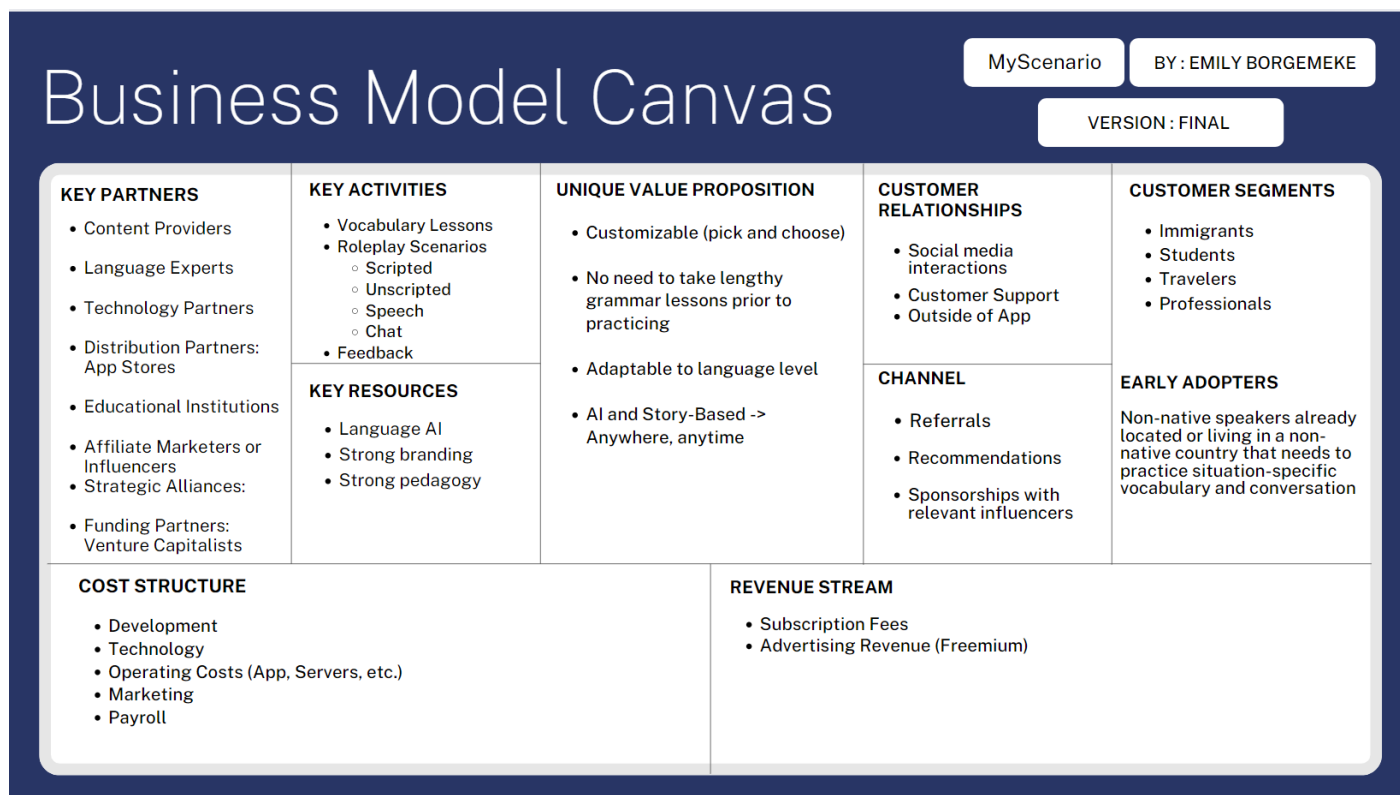 Business Model Canvas
MyScenario
BY : EMILY BORGEMEKE
VERSION : FINAL
KEY PARTNERS
• Content Providers
• Language Experts
• Technology Partners
• Distribution Partners:
App Stores
• Educational Institutions
• Affiliate Marketers or
Influencers
• Strategic Alliances:
• Funding Partners:
Venture Capitalists
KEY ACTIVITIES
• Vocabulary Lessons
• Roleplay Scenarios
◦ Scripted
◦ Unscripted
◦ Speech
◦ Chat
• Feedback
KEY RESOURCES
• Language AI
• Strong branding
• Strong pedagogy
UNIQUE VALUE PROPOSITION
• Customizable (pick and choose)
• No need to take lengthy
grammar lessons prior to
practicing
• Adaptable to language level
• AI and Story-Based ->
Anywhere, anytime
CUSTOMER
RELATIONSHIPS
• Social media
interactions
• Customer Support
• Outside of App
CHANNEL
• Referrals
• Recommendations
• Sponsorships with
relevant influencers
CUSTOMER SEGMENTS
• Immigrants
• Students
• Travelers
• Professionals
EARLY ADOPTERS
Non-native speakers already
located or living in a non-
native country that needs to
practice situation-specific
vocabulary and conversation
COST STRUCTURE
• Development
• Technology
• Operating Costs (App, Servers, etc.)
• Marketing
• Payroll
REVENUE STREAM
• Subscription Fees
• Advertising Revenue (Freemium)